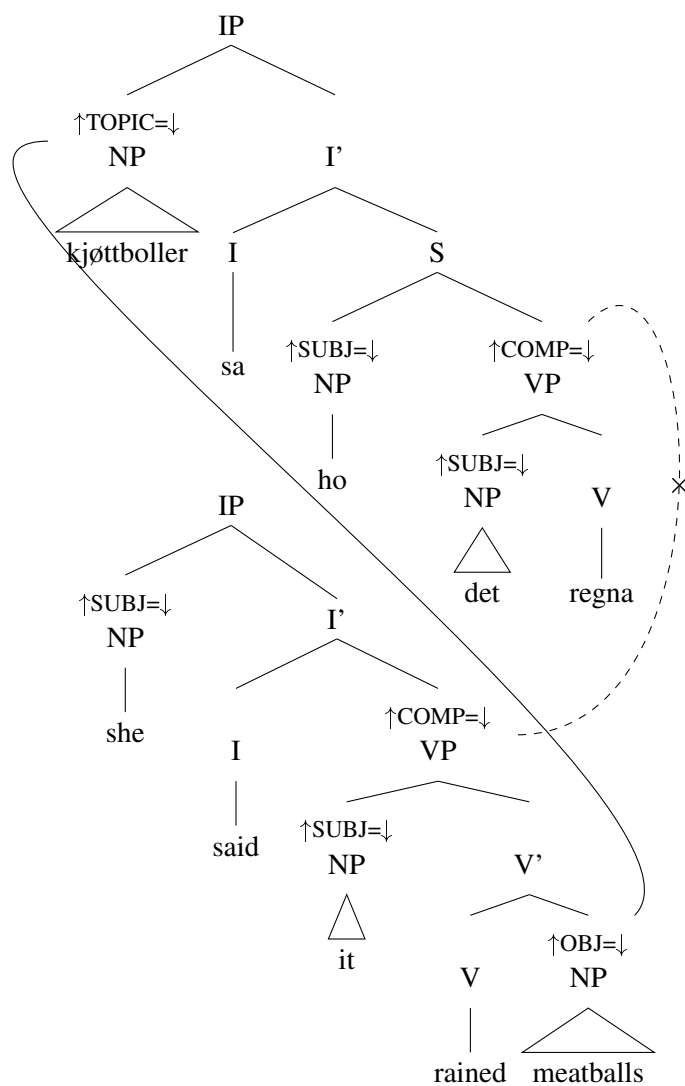 IP
↑TOPIC=↓
NP I'
kjøttboller I S
sa ↑SUBJ=↓ ↑COMP=↓
NP VP
ho ↑SUBJ=↓
NP V
det regna
IP
↑SUBJ=↓ I'
NP
she I ↑COMP=↓
VP
said ↑SUBJ=↓
NP V'
it ↑OBJ=↓
V NP
rained meatballs